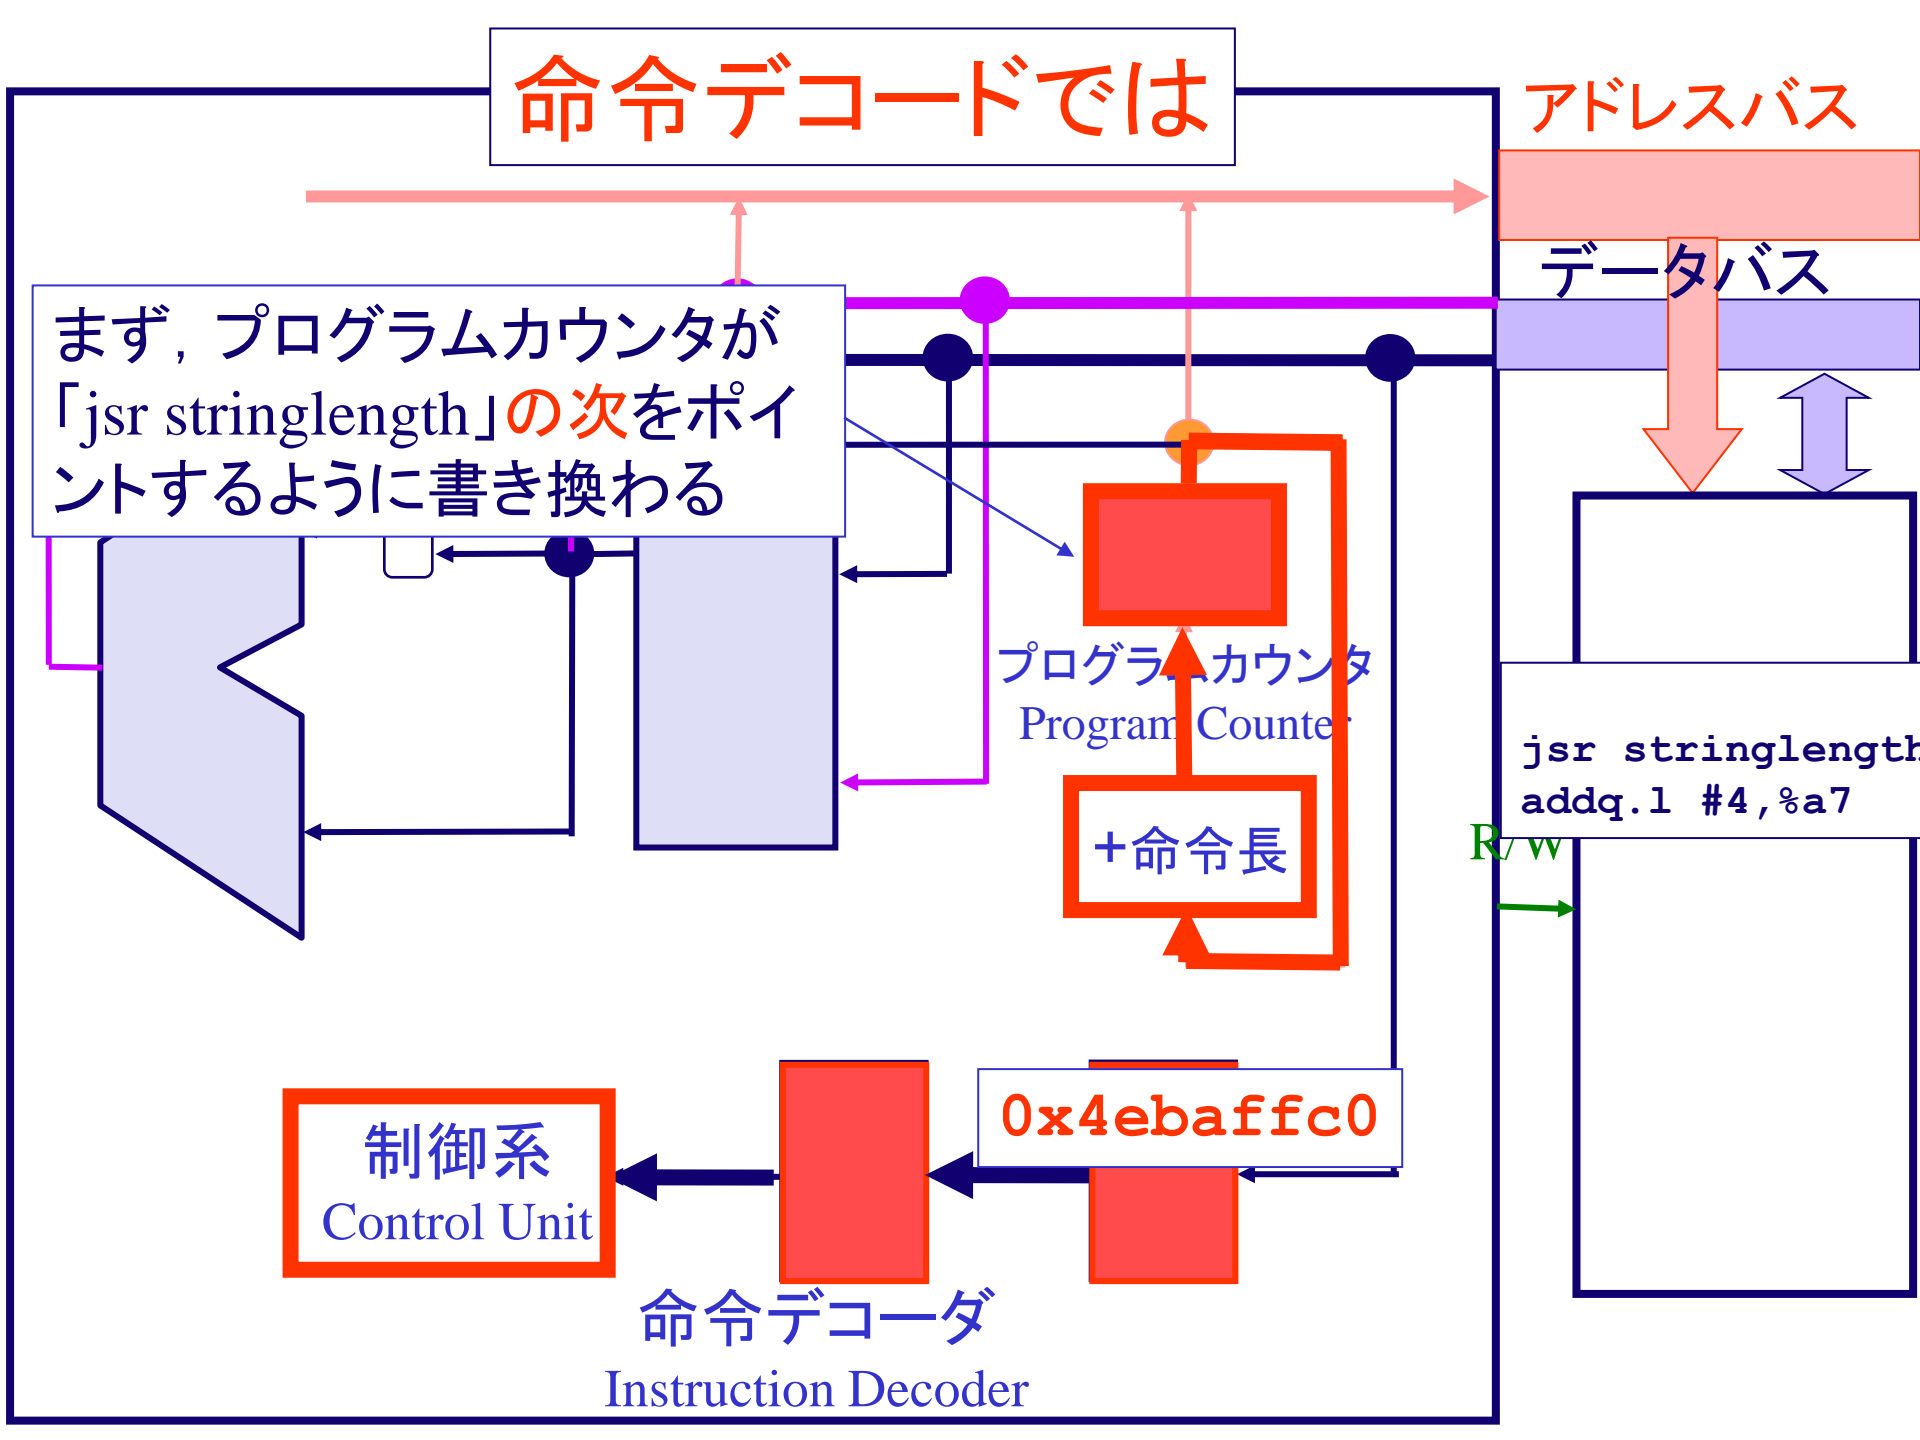 命令デコードでは
アドレスバス
データバス
まず，プログラムカウンタが
「jsr stringlength」の次をポイ
ントするように書き換わる
プログラムカウンタ
Program Counter
jsr stringlength
addq.l #4,%a7
R/W
+命令長
0x4ebaffc0
制御系
Control Unit
命令デコーダ
Instruction Decoder